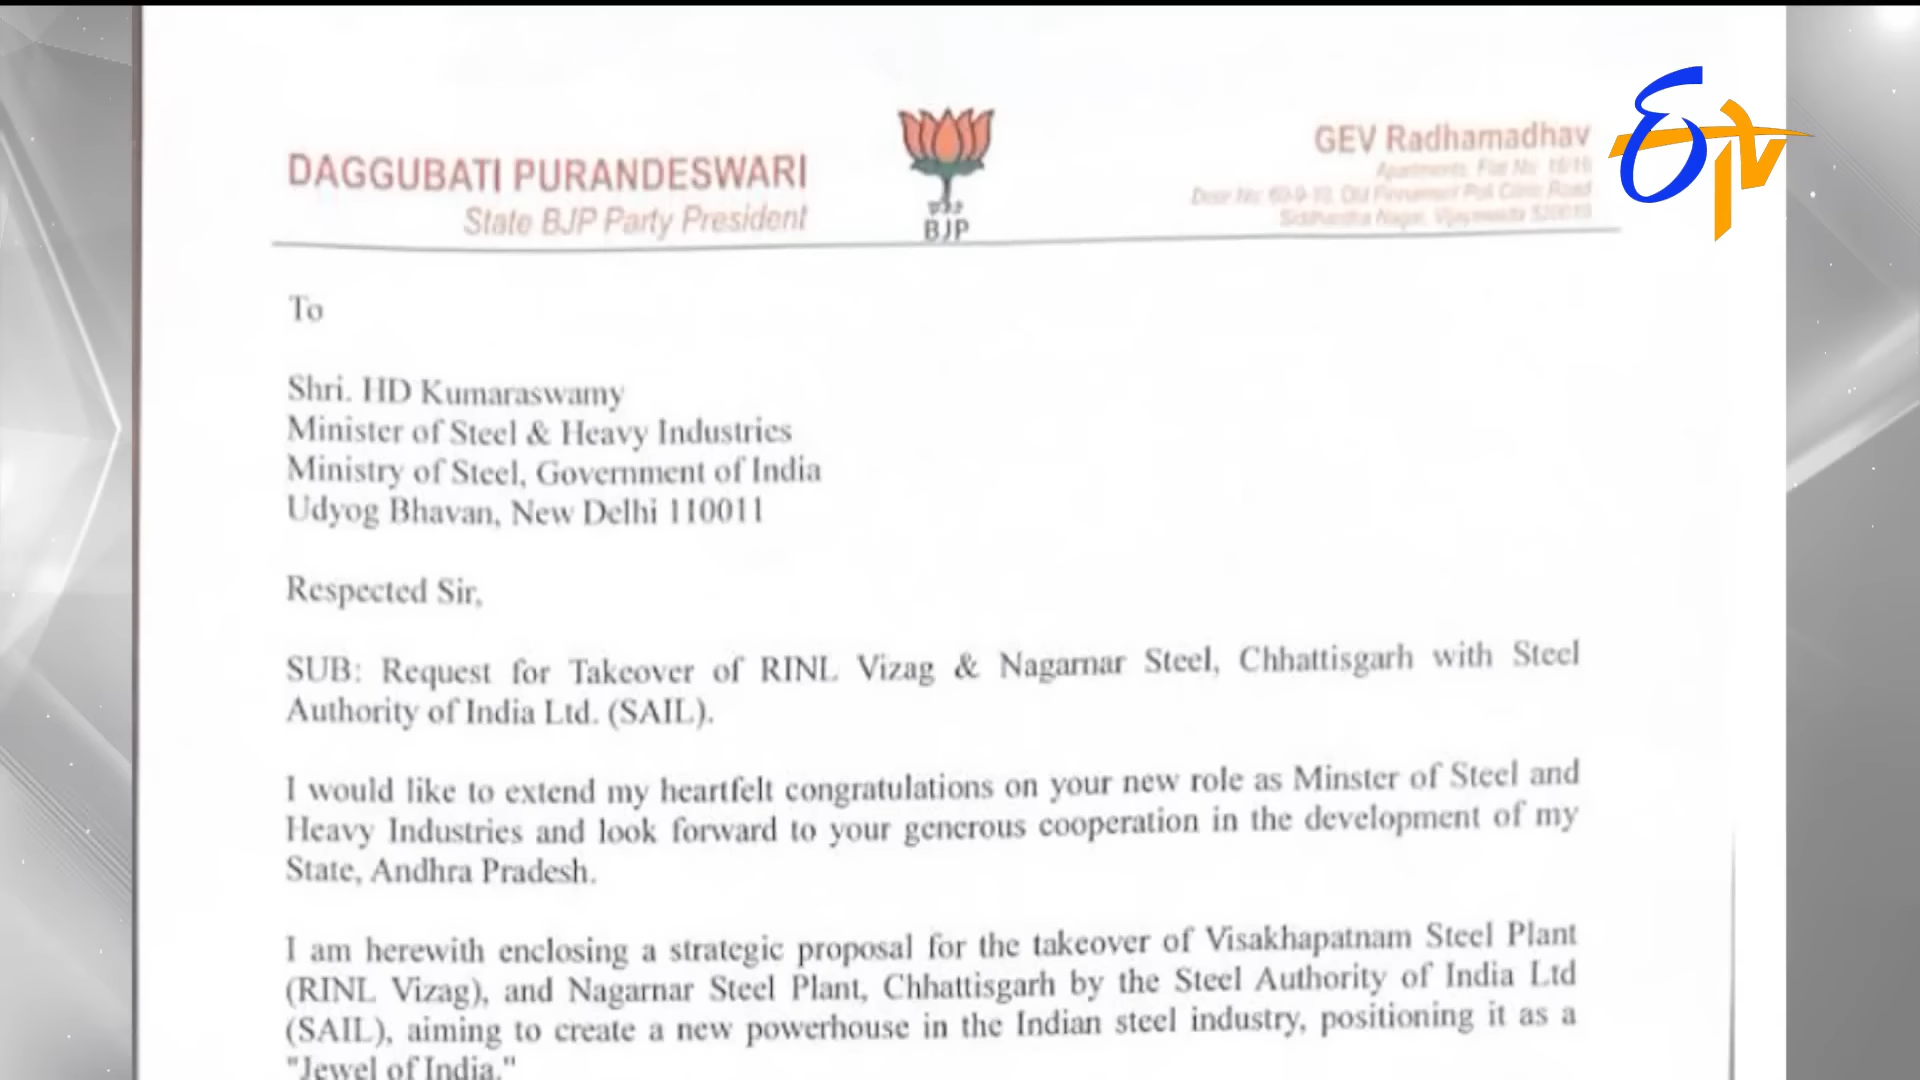 DAGGUBATI PURANDESWARI
State BJP Party President
BJP
GEV Radhamadhav
ETV
To
Shri. HD Kumaraswamy
Minister of Steel & Heavy Industries
Ministry of Steel, Government of India
Udyog Bhavan, New Delhi 110011
Respected Sir,
SUB: Request for Takeover of RINL Vizag & Nagarnar Steel, Chhattisgarh with Steel
Authority of India Ltd. (SAIL).
I would like to extend my heartfelt congratulations on your new role as Minster of Steel and
Heavy Industries and look forward to your generous cooperation in the development of my
State, Andhra Pradesh.
I am herewith enclosing a strategic proposal for the takeover of Visakhapatnam Steel Plant
(RINL Vizag), and Nagarnar Steel Plant, Chhattisgarh by the Steel Authority of India Ltd
(SAIL), aiming to create a new powerhouse in the Indian steel industry, positioning it as a
"Jewel of India."